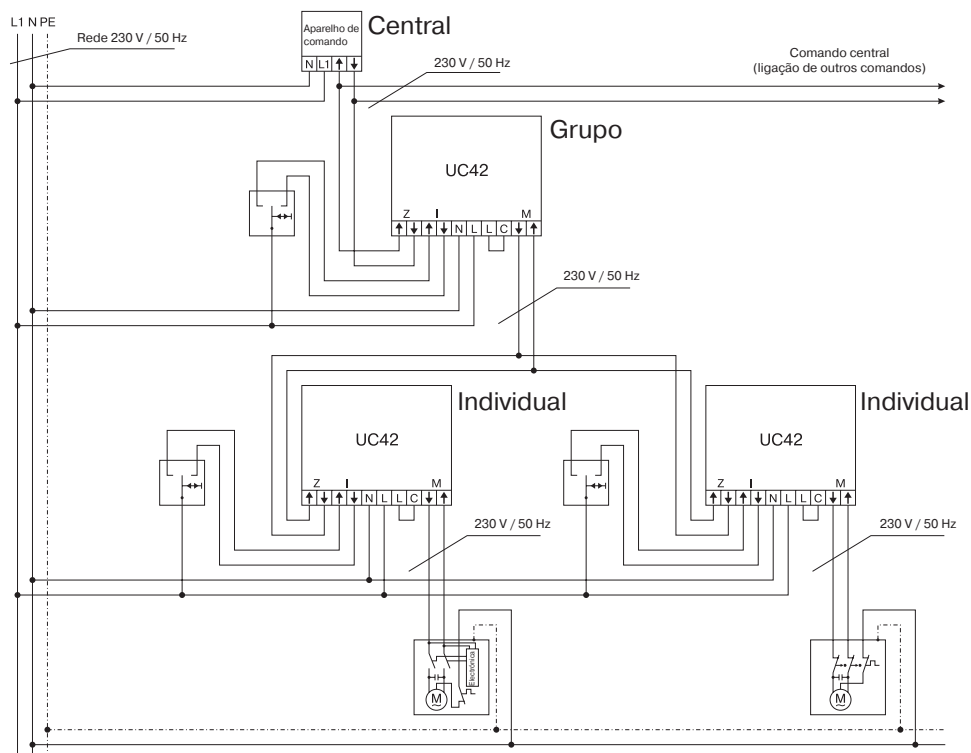 L1 N PE
Rede 230 V / 50 Hz
Aparelho de
comando
Central
N L1
230 V / 50 Hz
Comando central
(ligação de outros comandos)
Grupo
UC42
Z I M
N L L C
230 V / 50 Hz
Individual
UC42
Z I M
N L L C
230 V / 50 Hz
Individual
UC42
Z I M
N L L C
230 V / 50 Hz
Electrónica
M
M